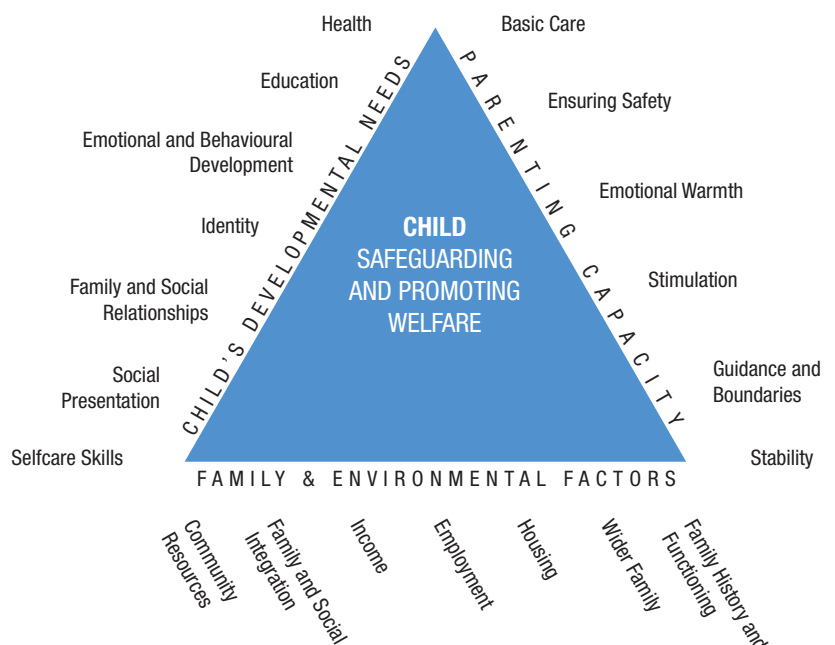 Health
Basic Care
Education
Ensuring Safety
Emotional and Behavioural
Development
Emotional Warmth
Identity
Stimulation
Family and Social
Relationships
Guidance and
Boundaries
Social
Presentation
Selfcare Skills
Stability
CHILD'S DEVELOPMENTAL NEEDS
PARENTING CAPACITY
CHILD
SAFEGUARDING
AND PROMOTING
WELFARE
FAMILY & ENVIRONMENTAL FACTORS
Community
Resources
Family and Social
Integration
Income
Employment
Housing
Wider Family
Family History and
Functioning